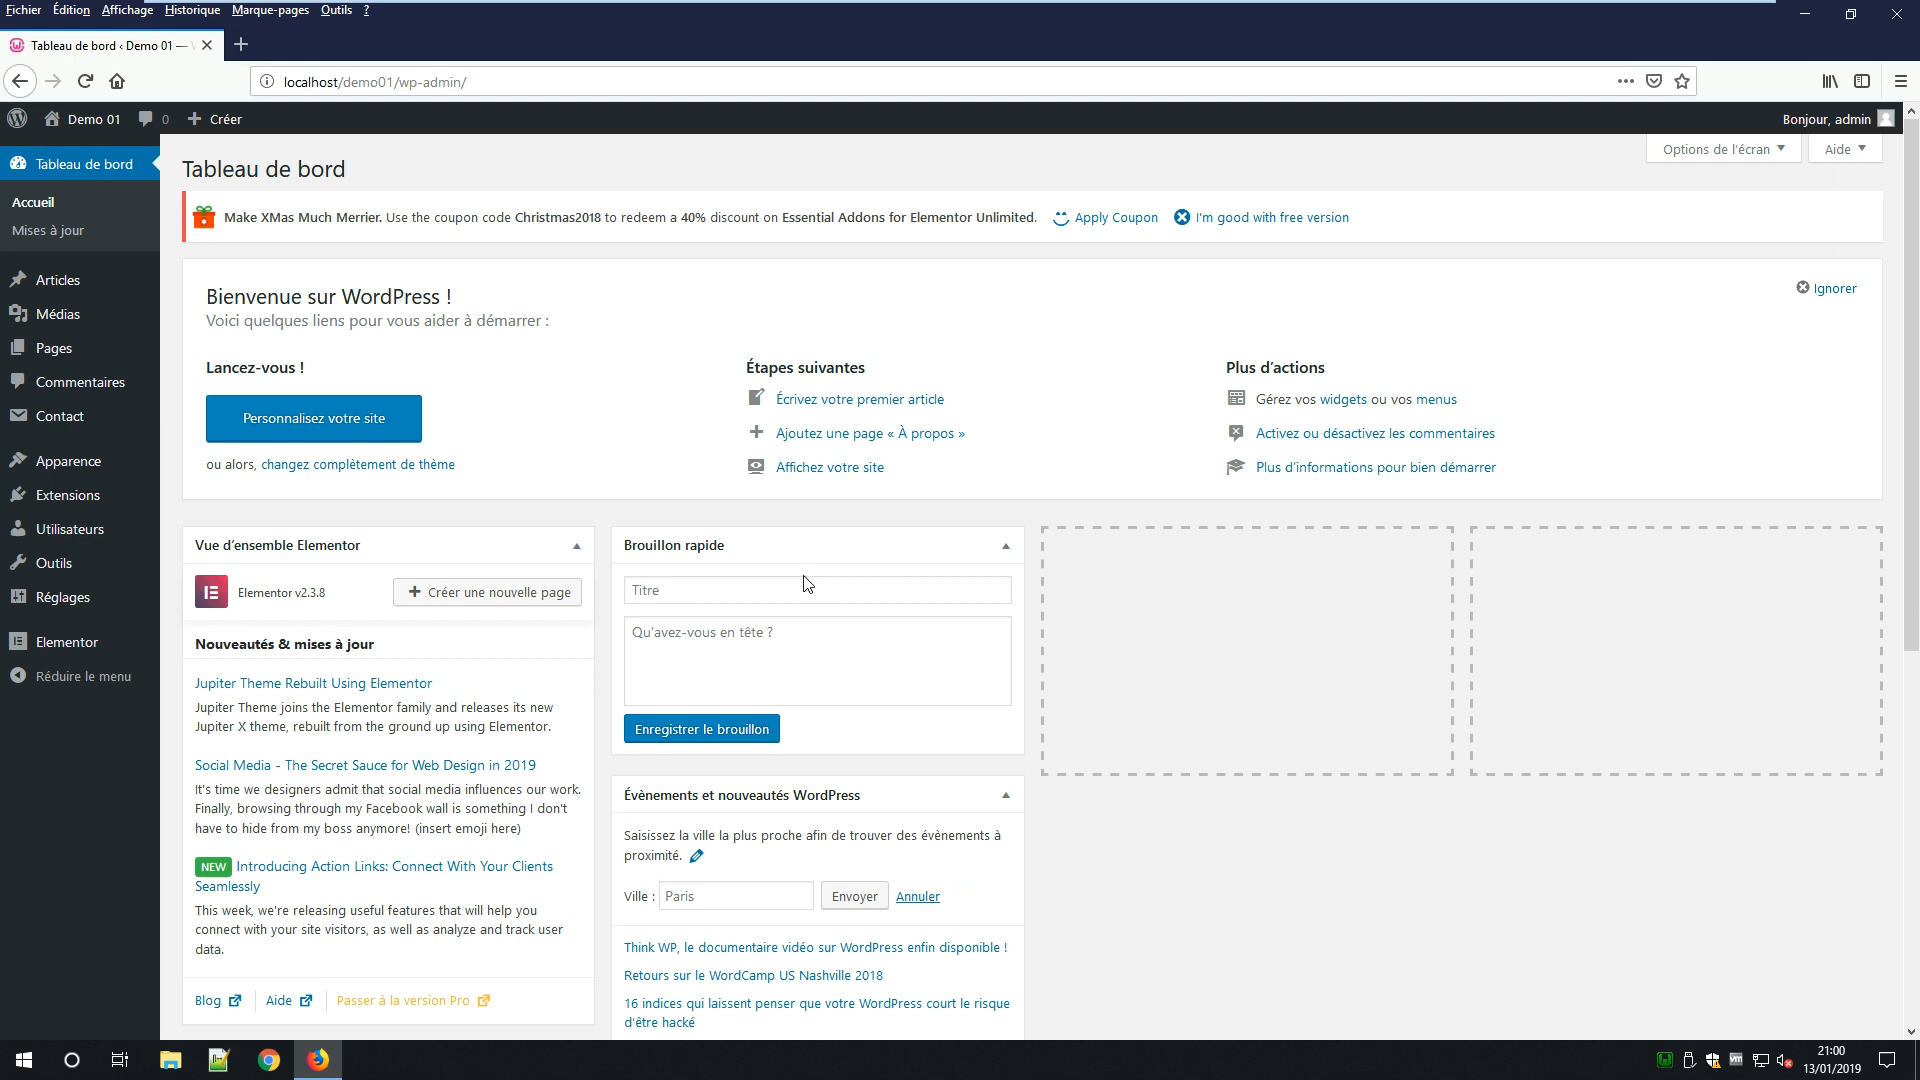 Fichier Édition Affichage Historique Marque-pages Outils ?
Tableau de bord ‹ Demo 01 —
localhost/demo01/wp-admin/
Demo 01 0 Créer
Bonjour, admin
Tableau de bord
Accueil
Mises à jour
Articles
Médias
Pages
Commentaires
Contact
Apparence
Extensions
Utilisateurs
Outils
Réglages
Elementor
Réduire le menu
Tableau de bord
Options de l'écran
Aide
Make XMas Much Merrier. Use the coupon code Christmas2018 to redeem a 40% discount on Essential Addons for Elementor Unlimited. Apply Coupon I'm good with free version
Bienvenue sur WordPress !
Voici quelques liens pour vous aider à démarrer :
Ignorer
Lancez-vous !
Personnalisez votre site
ou alors, changez complètement de thème
Étapes suivantes
Écrivez votre premier article
Ajoutez une page « À propos »
Affichez votre site
Plus d’actions
Gérez vos widgets ou vos menus
Activez ou désactivez les commentaires
Plus d’informations pour bien démarrer
Vue d’ensemble Elementor
Elementor v2.3.8
Créer une nouvelle page
Nouveautés & mises à jour
Jupiter Theme Rebuilt Using Elementor
Jupiter Theme joins the Elementor family and releases its new
Jupiter X theme, rebuilt from the ground up using Elementor.
Social Media - The Secret Sauce for Web Design in 2019
It's time we designers admit that social media influences our work.
Finally, browsing through my Facebook wall is something I don't
have to hide from my boss anymore! (insert emoji here)
NEW Introducing Action Links: Connect With Your Clients
Seamlessly
This week, we're releasing useful features that will help you
connect with your site visitors, as well as analyze and track user
data.
Blog Aide Passer à la version Pro
Brouillon rapide
Titre
Qu’avez-vous en tête ?
Enregistrer le brouillon
Évènements et nouveautés WordPress
Saisissez la ville la plus proche afin de trouver des évènements à
proximité.
Ville : Paris Envoyer Annuler
Think WP, le documentaire vidéo sur WordPress enfin disponible !
Retours sur le WordCamp US Nashville 2018
16 indices qui laissent penser que votre WordPress court le risque
d’être hacké
21:00
13/01/2019